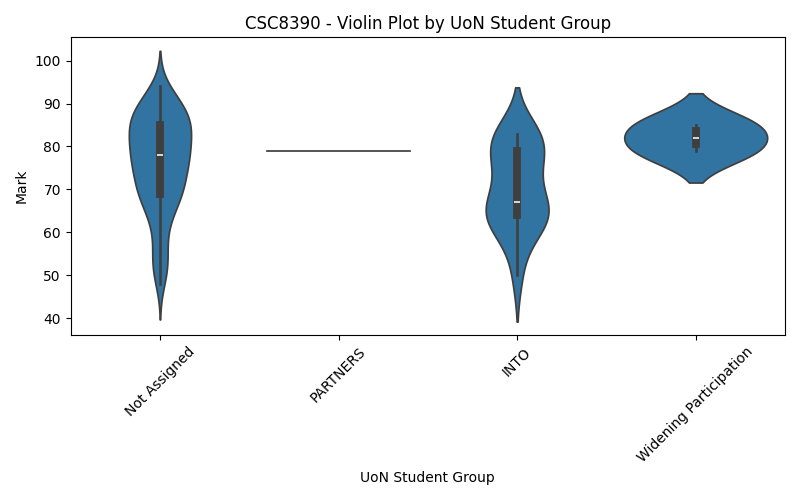 CSC8390 - Violin Plot by UoN Student Group
Mark
100
90
80
70
60
50
40
Not Assigned
PARTNERS
INTO
Widening Participation
UoN Student Group